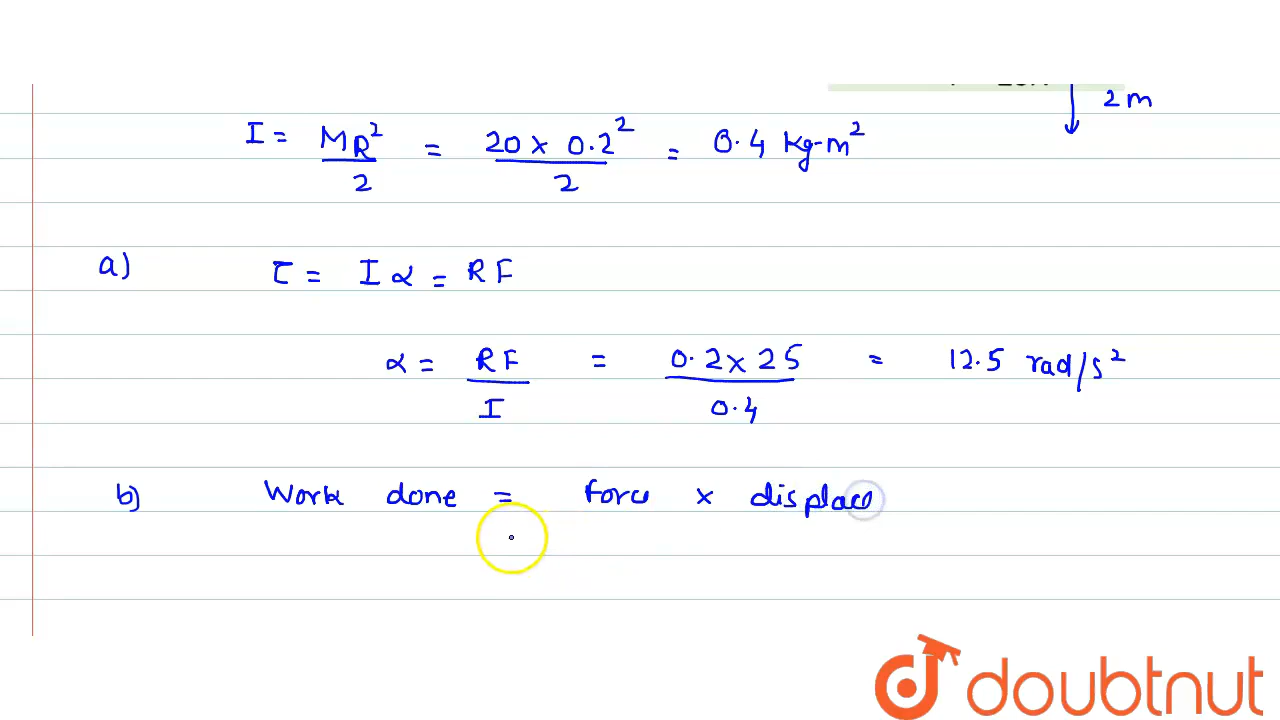 2 m
I = MR²/2 = 20 x 0.2²/2 = 0.4 kg-m²
a) τ = I α = R F
α = R F/I = 0.2 x 25/0.4 = 12.5 rad/s²
b) Work done = force x displace
doubtnut